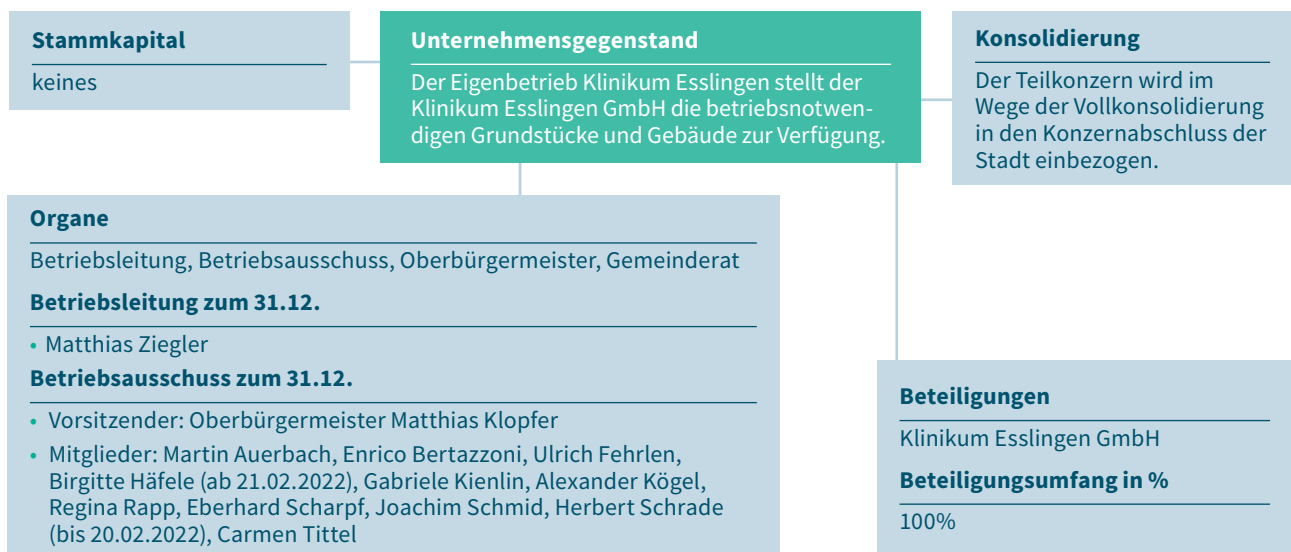 Stammkapital
keines
Unternehmensgegenstand
Der Eigenbetrieb Klinikum Esslingen stellt der
Klinikum Esslingen GmbH die betriebsnotwen-
digen Grundstücke und Gebäude zur Verfügung.
Konsolidierung
Der Teilkonzern wird im
Wege der Vollkonsolidierung
in den Konzernabschluss der
Stadt einbezogen.
Organe
Betriebsleitung, Betriebsausschuss, Oberbürgermeister, Gemeinderat
Betriebsleitung zum 31.12.
• Matthias Ziegler
Betriebsausschuss zum 31.12.
• Vorsitzender: Oberbürgermeister Matthias Klopfer
• Mitglieder: Martin Auerbach, Enrico Bertazzoni, Ulrich Fehrlen,
Birgitte Häfele (ab 21.02.2022), Gabriele Kienlin, Alexander Kögel,
Regina Rapp, Eberhard Scharpf, Joachim Schmid, Herbert Schrade
(bis 20.02.2022), Carmen Tittel
Beteiligungen
Klinikum Esslingen GmbH
Beteiligungsumfang in %
100%